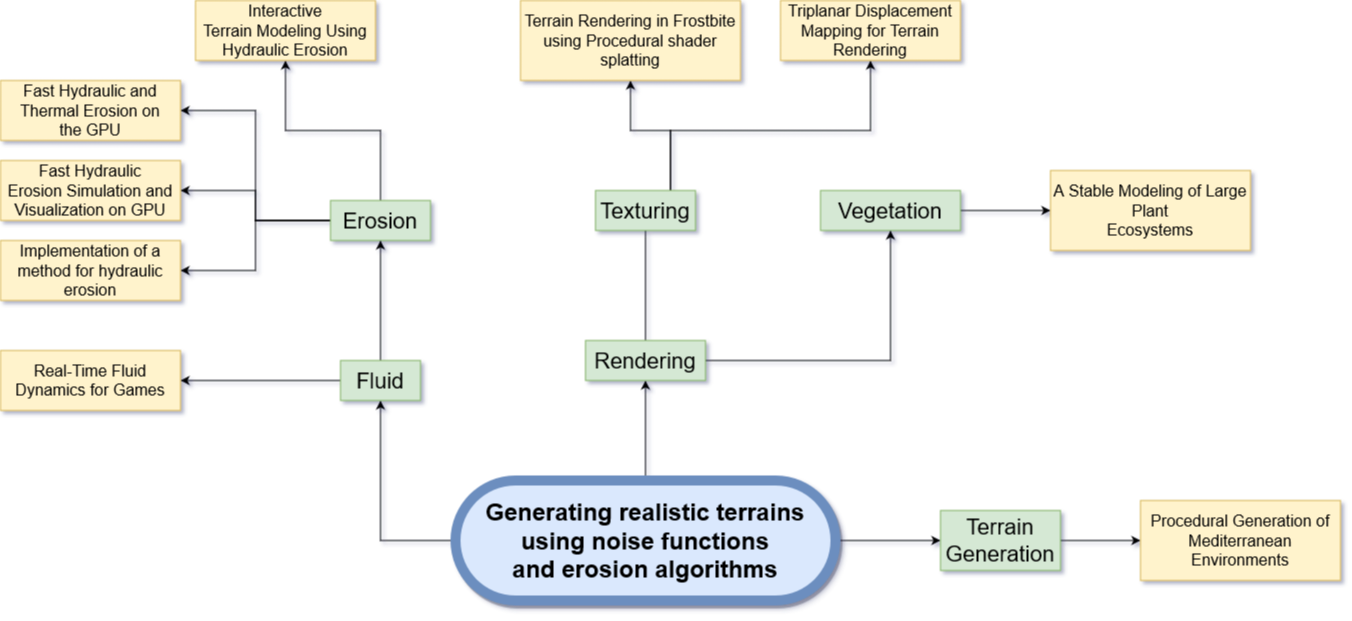 Interactive
Terrain Modeling Using
Hydraulic Erosion
Terrain Rendering in Frostbite
using Procedural shader
splatting
Triplanar Displacement
Mapping for Terrain
Rendering
Fast Hydraulic and
Thermal Erosion on
the GPU
Fast Hydraulic
Erosion Simulation and
Visualization on GPU
Implementation of a
method for hydraulic
erosion
Erosion
Texturing
Vegetation
A Stable Modeling of Large
Plant
Ecosystems
Real-Time Fluid
Dynamics for Games
Fluid
Rendering
Generating realistic terrains
using noise functions
and erosion algorithms
Terrain
Generation
Procedural Generation of
Mediterranean
Environments